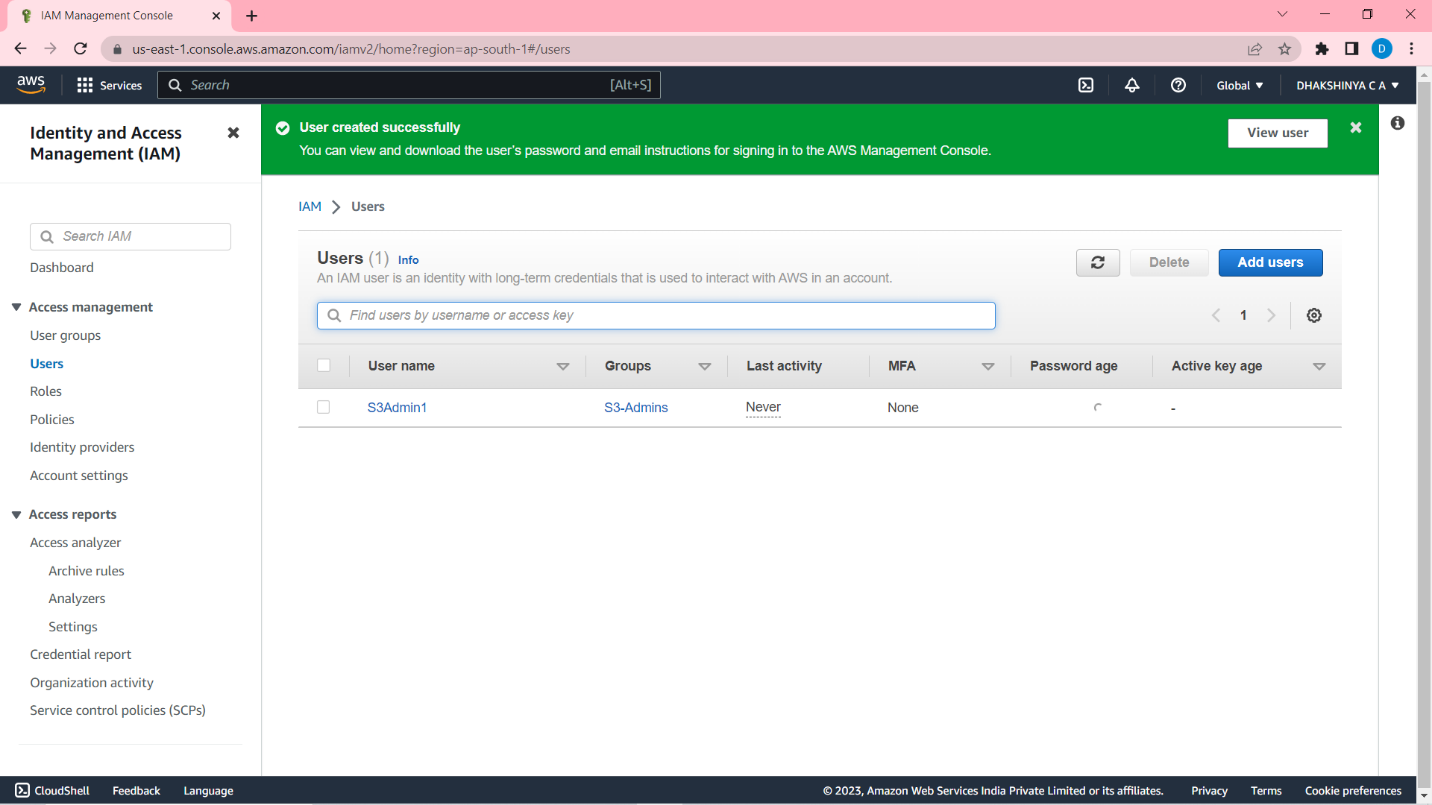 IAM Management Console
us-east-1.console.aws.amazon.com/iamv2/home?region=ap-south-1#/users
D
aws
Services
Search
[Alt+S]
Global
DHAKSHINYA C A
Identity and Access
Management (IAM)
Search IAM
Dashboard
Access management
User groups
Users
Roles
Policies
Identity providers
Account settings
Access reports
Access analyzer
Archive rules
Analyzers
Settings
Credential report
Organization activity
Service control policies (SCPs)
User created successfully
You can view and download the user's password and email instructions for signing in to the AWS Management Console.
View user
IAM > Users
Users (1) Info
An IAM user is an identity with long-term credentials that is used to interact with AWS in an account.
Delete
Add users
Find users by username or access key
1
User name Groups Last activity MFA Password age Active key age
S3Admin1 S3-Admins Never None -
CloudShell Feedback Language
© 2023, Amazon Web Services India Private Limited or its affiliates. Privacy Terms Cookie preferences